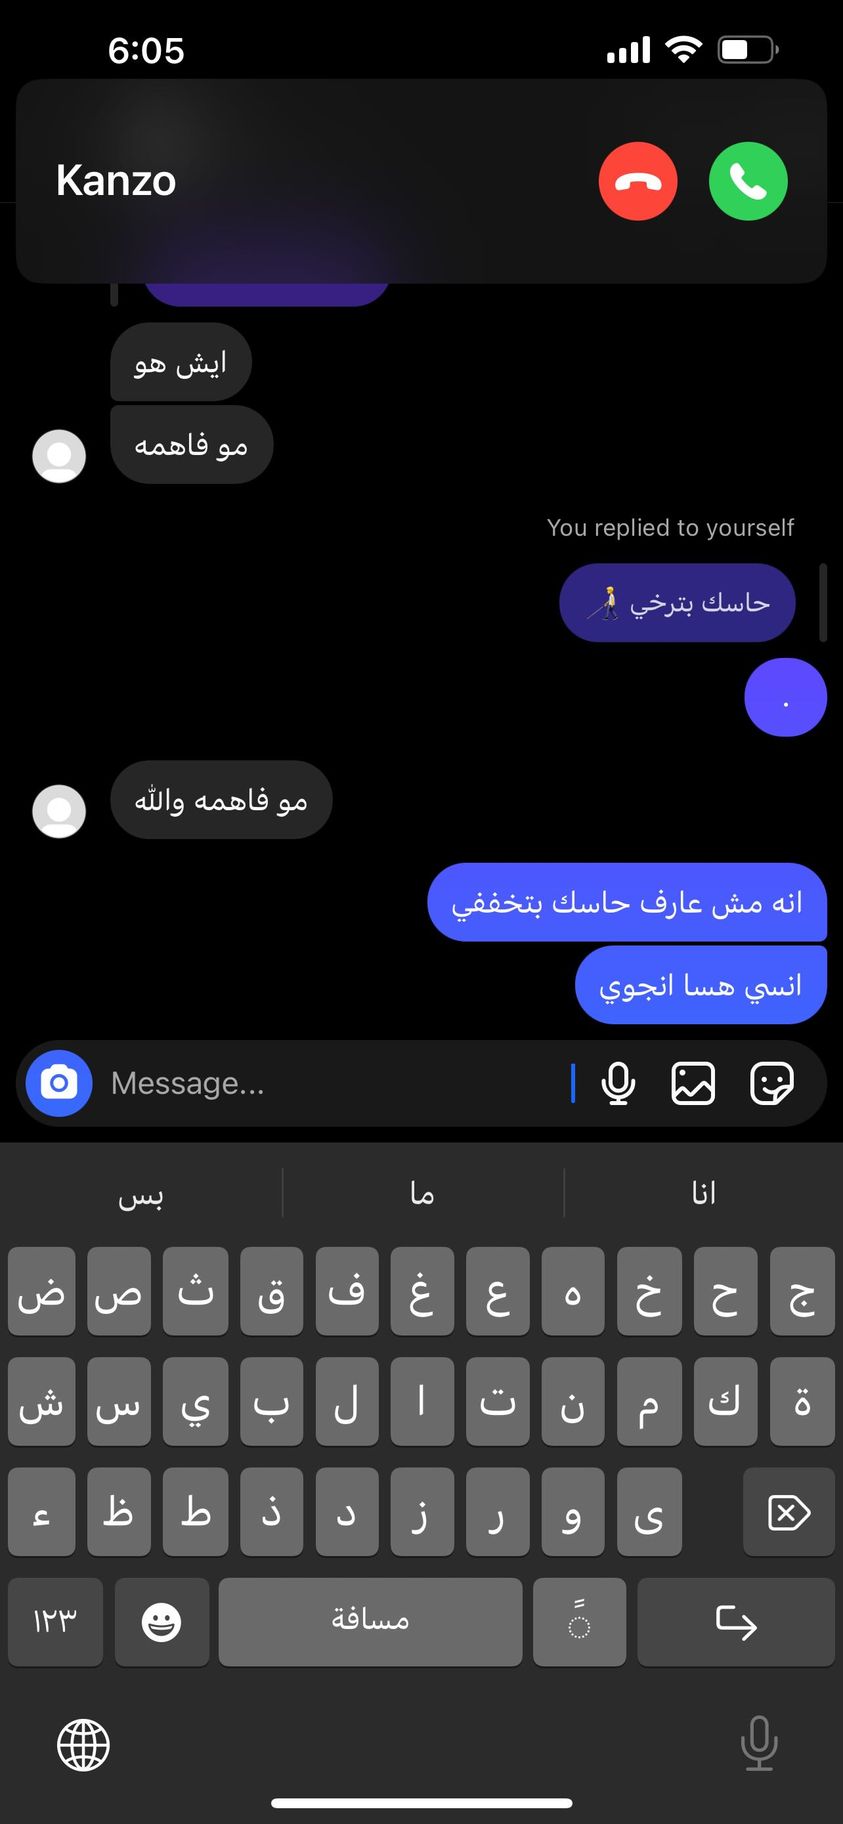 6:05
Kanzo
ايش هو
مو فاهمه
You replied to yourself
حاسك بترخي 👨‍🦯
.
مو فاهمه والله
انه مش عارف حاسك بتخففي
انسي هسا انجوي
Message...
بس ما انا
ض ص ث ق ف غ ع ه خ ح ج
ش س ي ب ل ا ت ن م ك ة
ء ظ ط ذ د ز ر و ى
١٢٣ مسافة